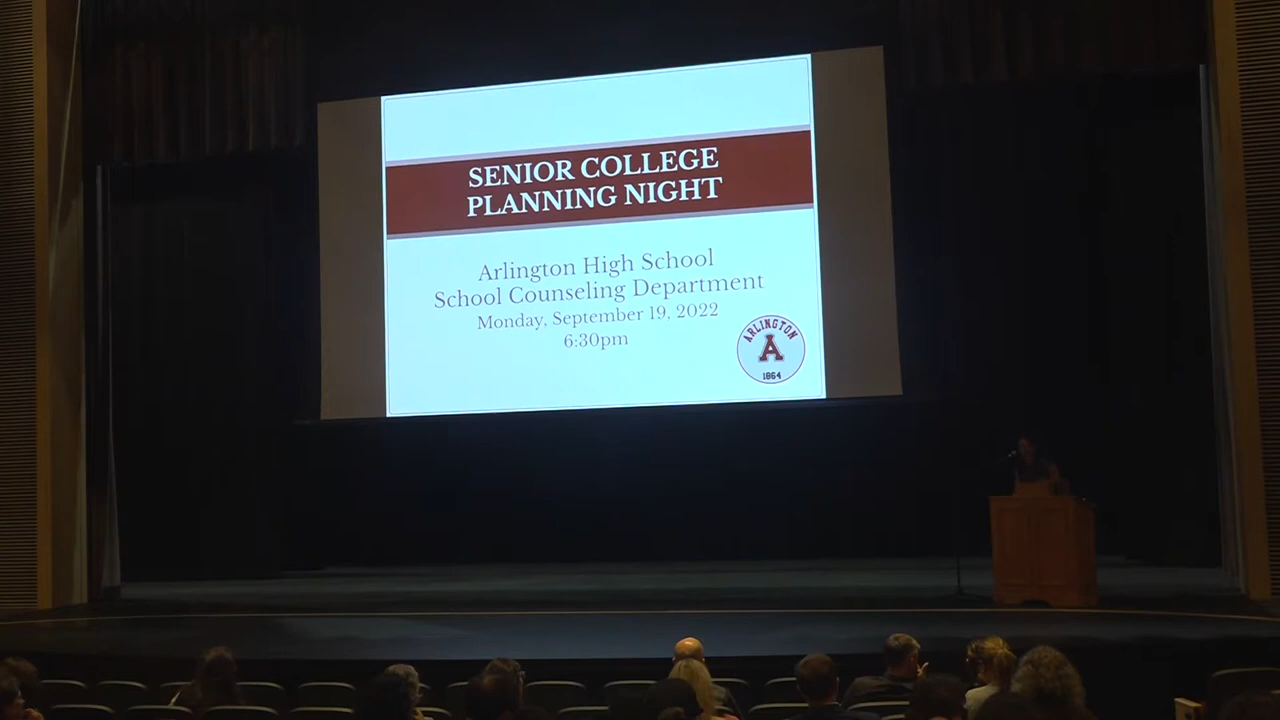 SENIOR COLLEGE
PLANNING NIGHT
Arlington High School
School Counseling Department
Monday, September 19, 2022
6:30pm
ARLINGTON
A
1864